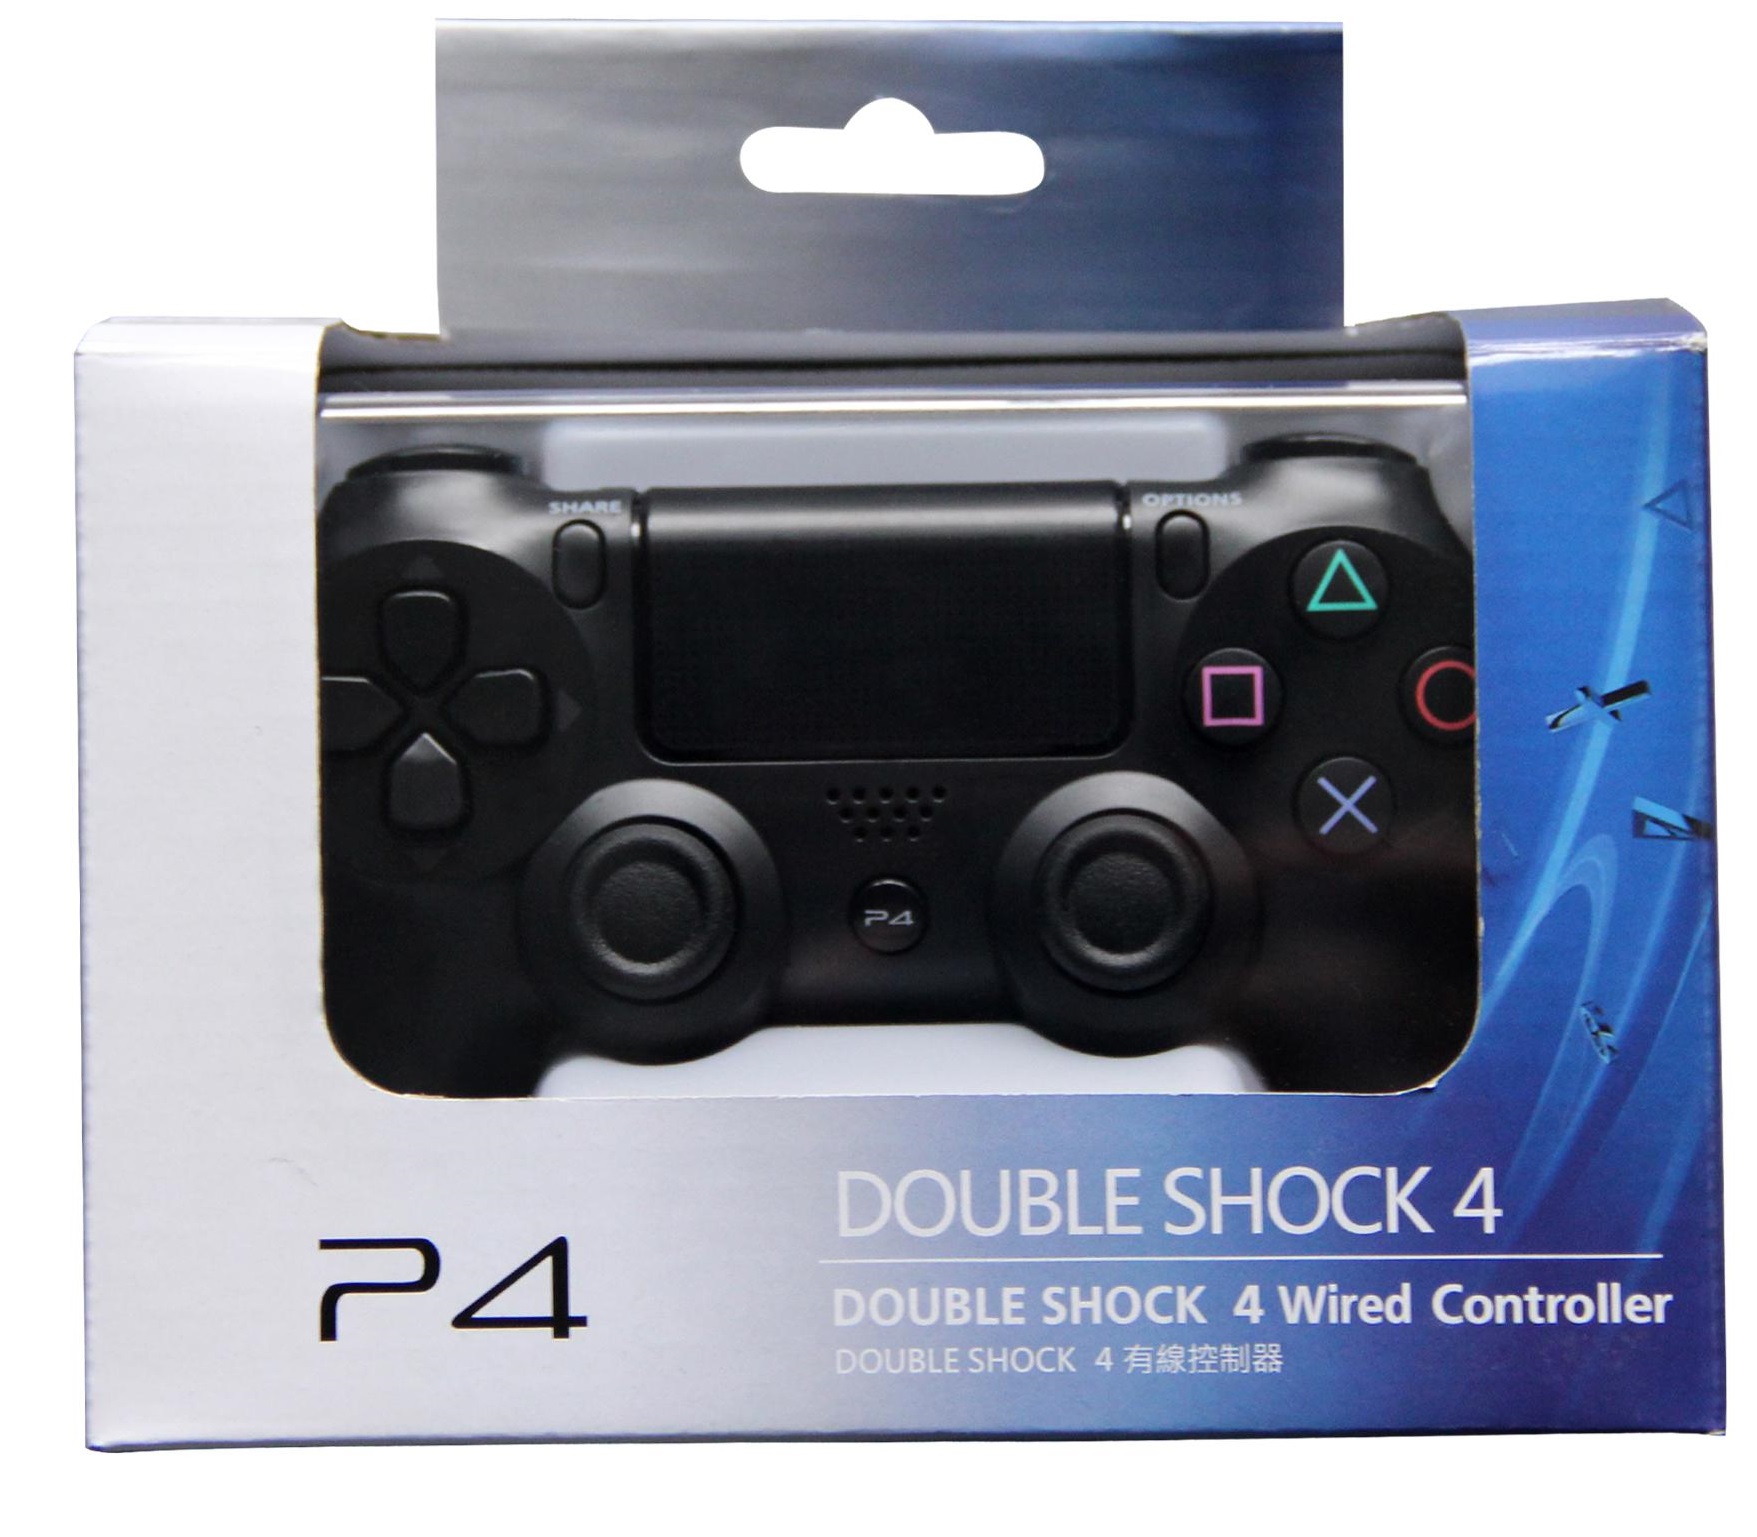 SHARE
OPTIONS
P4
P4
DOUBLE SHOCK 4
DOUBLE SHOCK 4 Wired Controller
DOUBLE SHOCK 4 有線控制器